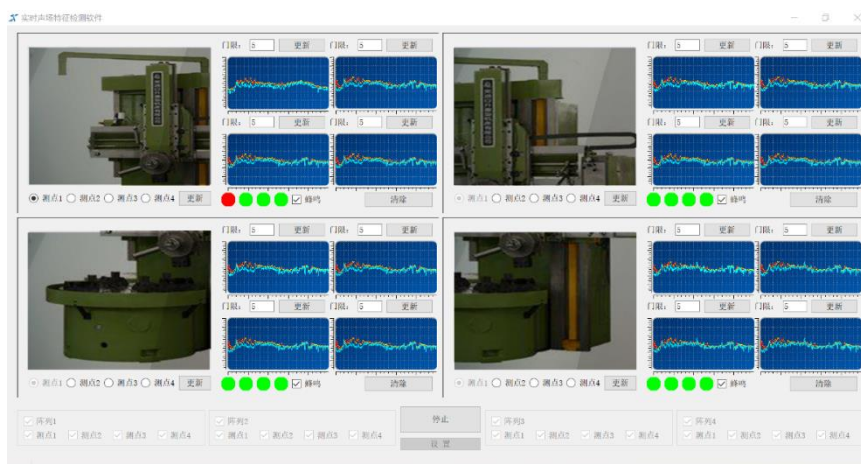 实时声场特征检测软件
门限： 5 更新 门限： 5 更新
门限： 5 更新 门限： 5 更新
测点1 测点2 测点3 测点4 更新 蜂鸣 清除
门限： 5 更新 门限： 5 更新
门限： 5 更新 门限： 5 更新
测点1 测点2 测点3 测点4 更新 蜂鸣 清除
门限： 5 更新 门限： 5 更新
门限： 5 更新 门限： 5 更新
测点1 测点2 测点3 测点4 更新 蜂鸣 清除
门限： 5 更新 门限： 5 更新
门限： 5 更新 门限： 5 更新
测点1 测点2 测点3 测点4 更新 蜂鸣 清除
阵列1
测点1 测点2 测点3 测点4
阵列2
测点1 测点2 测点3 测点4
停止
设置
阵列3
测点1 测点2 测点3 测点4
阵列4
测点1 测点2 测点3 测点4